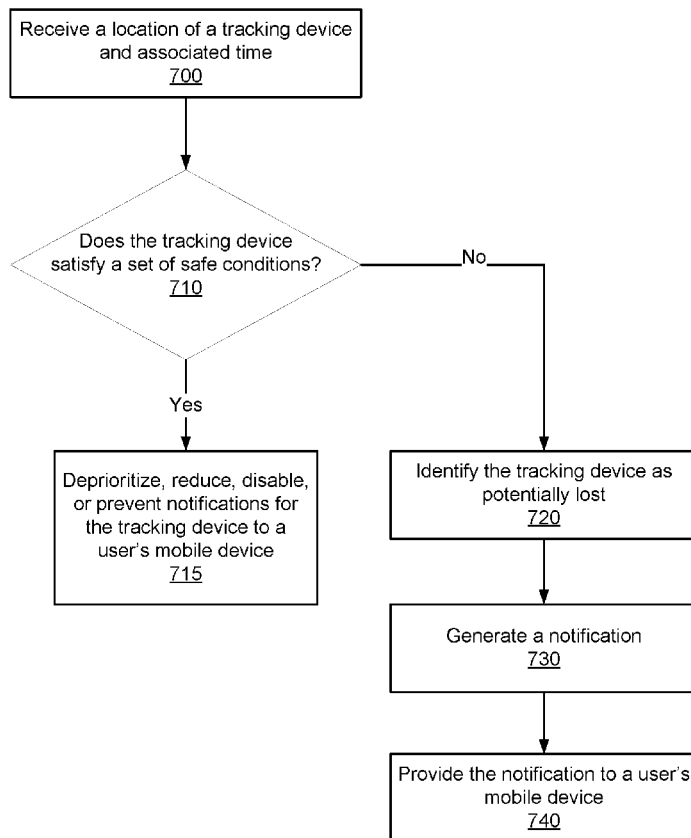 Receive a location of a tracking device
and associated time
700
Does the tracking device
satisfy a set of safe conditions?
710
No
Yes
Deprioritize, reduce, disable,
or prevent notifications for
the tracking device to a
user's mobile device
715
Identify the tracking device as
potentially lost
720
Generate a notification
730
Provide the notification to a user's
mobile device
740